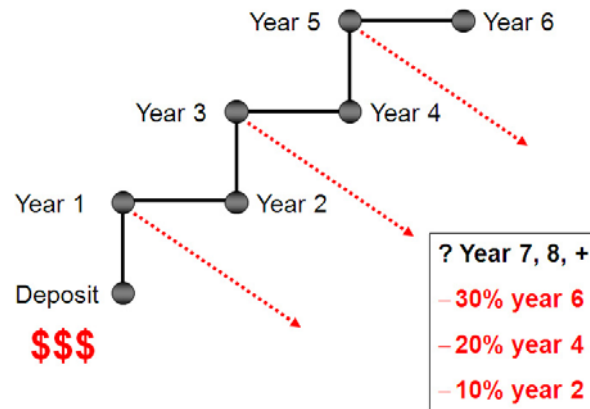 Year 5
Year 6
Year 3
Year 4
Year 1
Year 2
Deposit
$$$
? Year 7, 8, +
–30% year 6
–20% year 4
–10% year 2